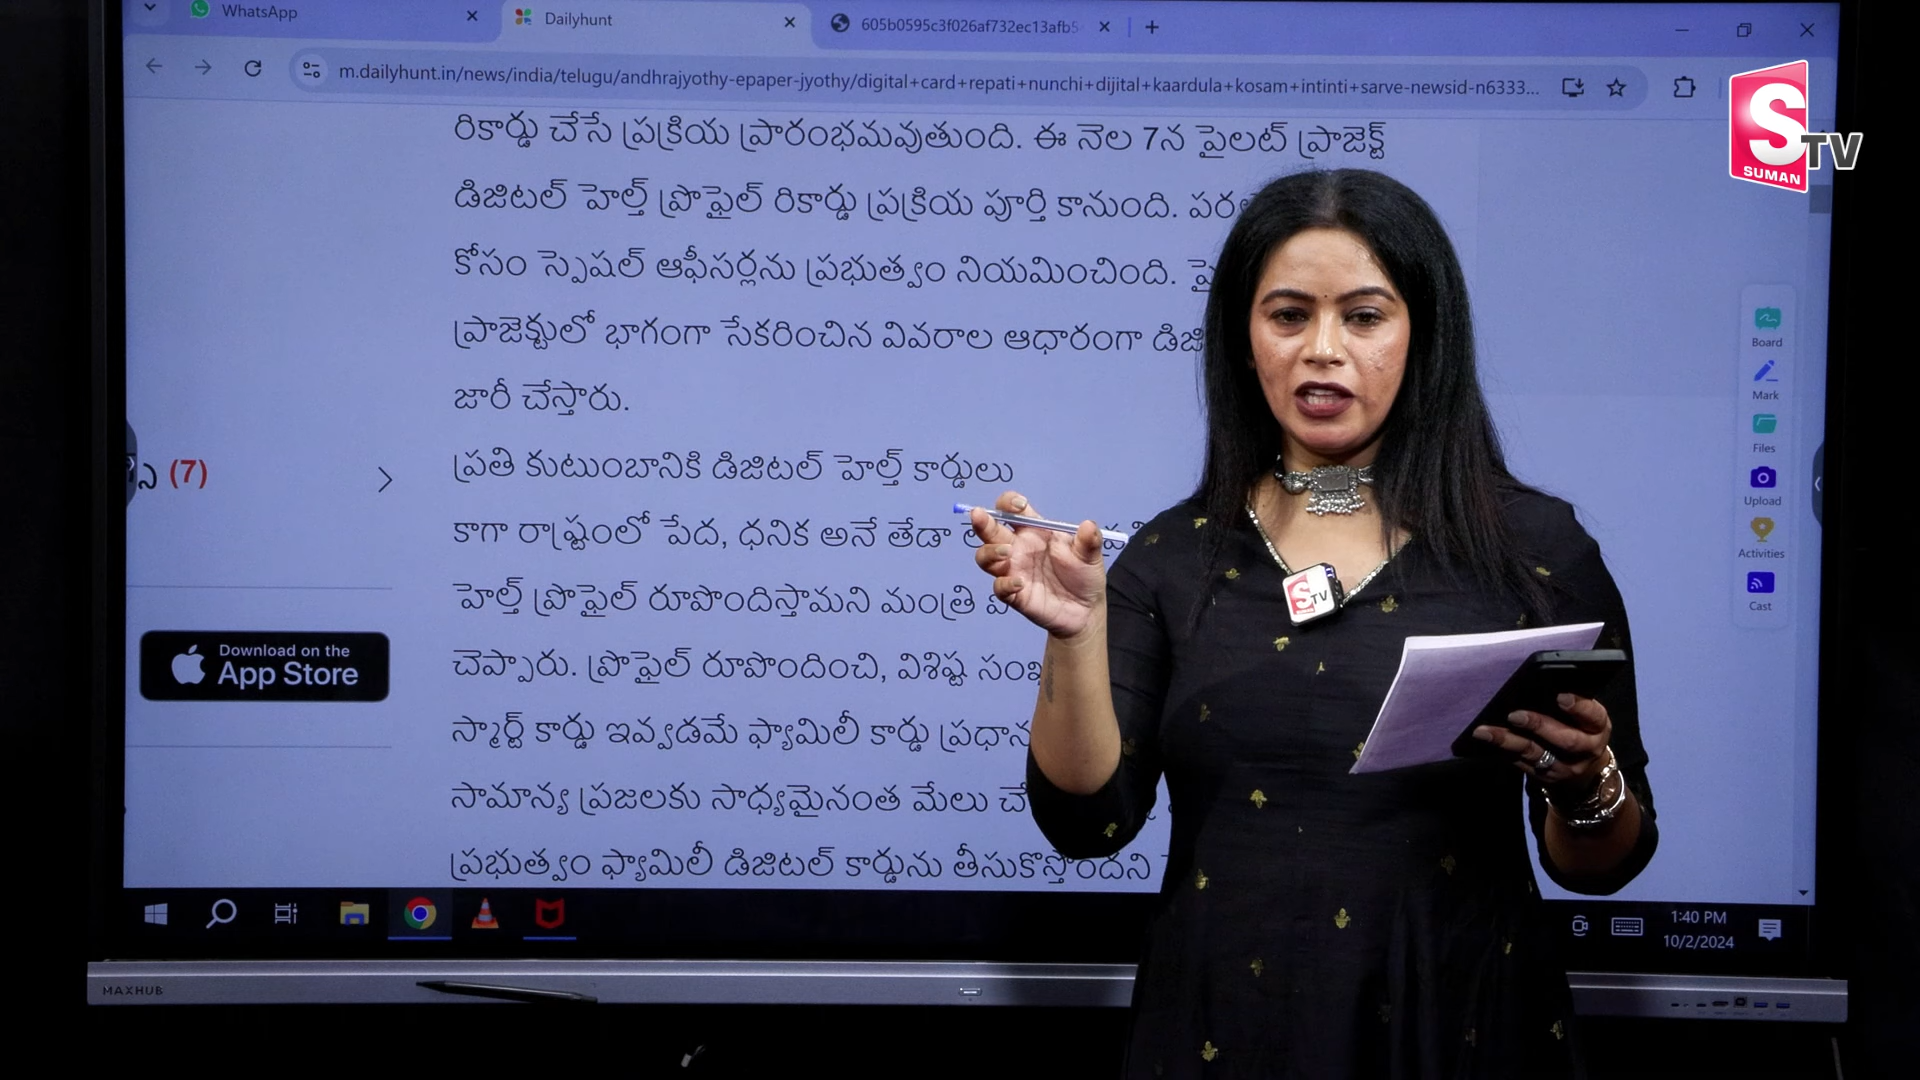 WhatsApp
Dailyhunt
605b0595c3f026af732ec13afb5
m.dailyhunt.in/news/india/telugu/andhrajyothy-epaper-jyothy/digital+card+repati+nunchi+dijital+kaardula+kosam+intinti+sarve-newsid-n6333...
S
TV
SUMAN
రికార్డు చేసే ప్రక్రియ ప్రారంభమవుతుంది. ఈ నెల 7న పైలట్ ప్రాజెక్ట్
డిజిటల్ హెల్త్ ప్రొఫైల్ రికార్డు ప్రక్రియ పూర్తి కానుంది.
కోసం స్పెషల్ ఆఫీసర్లను ప్రభుత్వం నియమించింది.
ప్రాజెక్టులో భాగంగా సేకరించిన వివరాల ఆధారంగా
జారీ చేస్తారు.
(7)
ప్రతి కుటుంబానికి డిజిటల్ హెల్త్ కార్డులు
కాగా రాష్ట్రంలో పేద, ధనిక అనే తేడా
హెల్త్ ప్రొఫైల్ రూపొందిస్తామని మంత్రి
చెప్పారు. ప్రొఫైల్ రూపొందించి, విశిష్ట
స్మార్ట్ కార్డు ఇవ్వడమే ఫ్యామిలీ కార్డు
సామాన్య ప్రజలకు సాధ్యమైనంత మేలు
ప్రభుత్వం ఫ్యామిలీ డిజిటల్ కార్డును తీసుకొస్తోందని
Download on the
App Store
Board
Mark
Files
Upload
Activities
Cast
S TV
1:40 PM
10/2/2024
MAXHUB